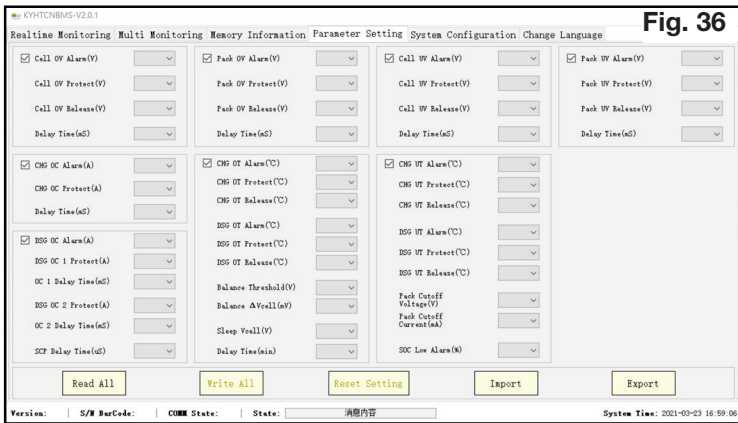 KYHTCNBMS-V2.0.1
Fig. 36
Realtime Monitoring Multi Monitoring Memory Information Parameter Setting System Configuration Change Language
Cell OV Alarm(V)
Cell OV Protect(V)
Cell OV Release(V)
Delay Time(mS)
Pack OV Alarm(V)
Pack OV Protect(V)
Pack OV Release(V)
Delay Time(mS)
Cell UV Alarm(V)
Cell UV Protect(V)
Cell UV Release(V)
Delay Time(mS)
Pack UV Alarm(V)
Pack UV Protect(V)
Pack UV Release(V)
Delay Time(mS)
CHG OC Alarm(A)
CHG OC Protect(A)
Delay Time(mS)
DSG OC Alarm(A)
DSG OC 1 Protect(A)
OC 1 Delay Time(mS)
DSG OC 2 Protect(A)
OC 2 Delay Time(mS)
SCP Delay Time(uS)
CHG OT Alarm(℃)
CHG OT Protect(℃)
CHG OT Release(℃)
DSG OT Alarm(℃)
DSG OT Protect(℃)
DSG OT Release(℃)
Balance Threshold(V)
Balance ΔVcell(mV)
Sleep Vcell(V)
Delay Time(min)
CHG UT Alarm(℃)
CHG UT Protect(℃)
CHG UT Release(℃)
DSG UT Alarm(℃)
DSG UT Protect(℃)
DSG UT Release(℃)
Pack Cutoff
Voltage(V)
Pack Cutoff
Current(mA)
SOC Low Alarm(%)
Read All Write All Reset Setting Import Export
Version: S/N BarCode: COMM State: State: 消息内容 System Time: 2021-03-23 16:59:06